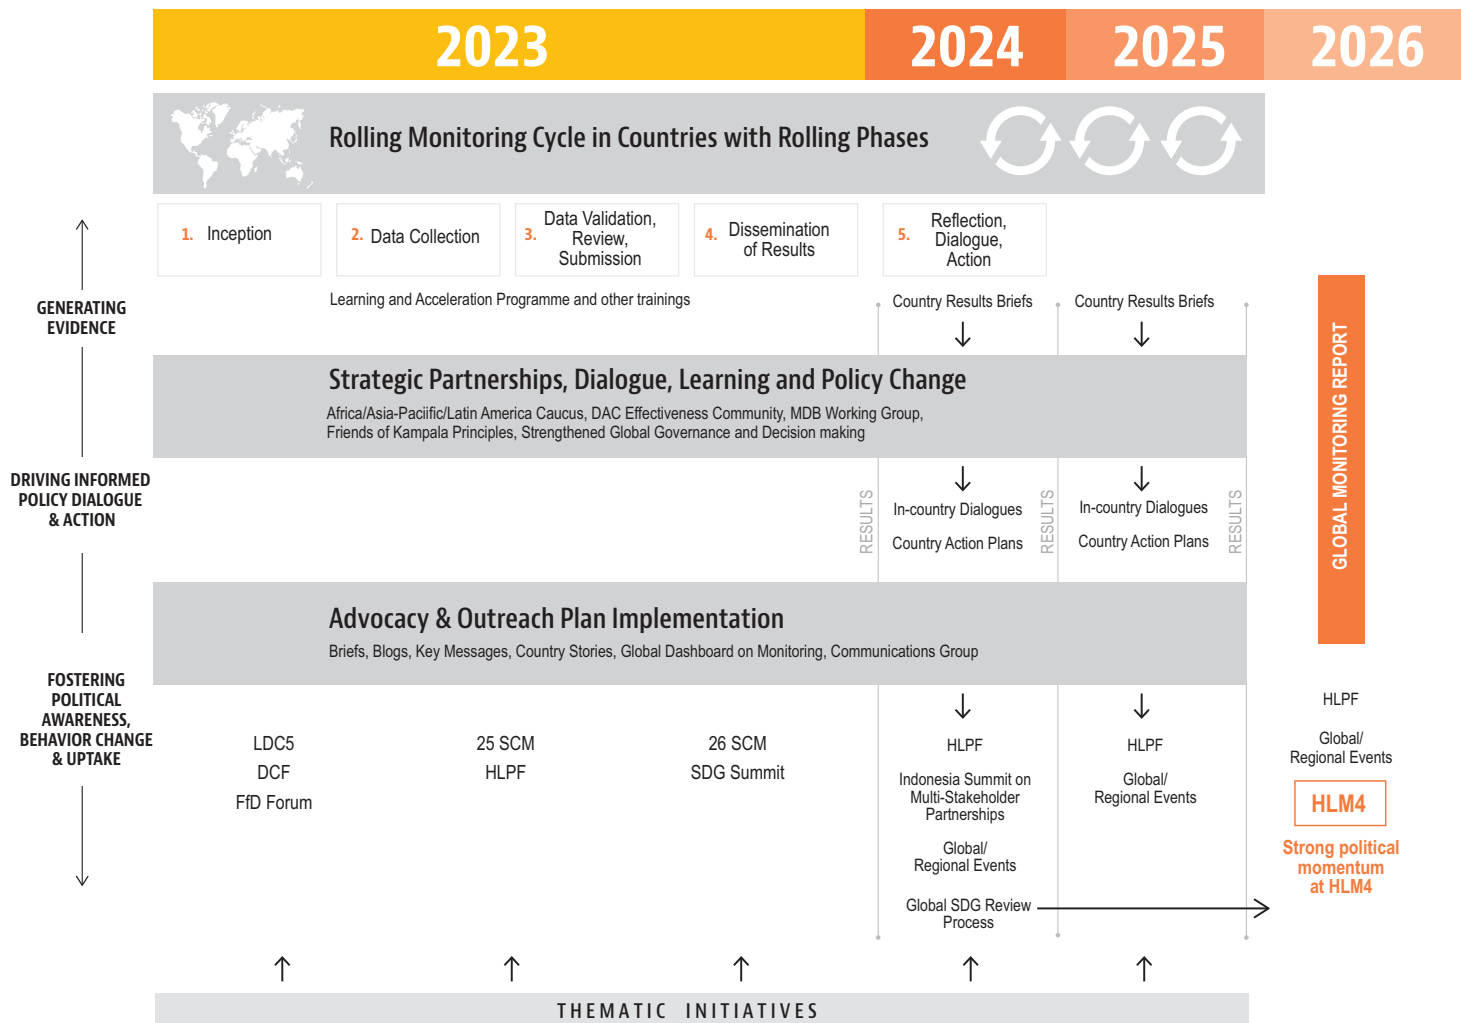 2023
2024
2025
2026
Rolling Monitoring Cycle in Countries with Rolling Phases
1. Inception
2. Data Collection
3. Data Validation,
Review,
Submission
4. Dissemination
of Results
5. Reflection,
Dialogue,
Action
Learning and Acceleration Programme and other trainings
Country Results Briefs
Country Results Briefs
GENERATING
EVIDENCE
Strategic Partnerships, Dialogue, Learning and Policy Change
Africa/Asia-Paciific/Latin America Caucus, DAC Effectiveness Community, MDB Working Group,
Friends of Kampala Principles, Strengthened Global Governance and Decision making
GLOBAL MONITORING REPORT
DRIVING INFORMED
POLICY DIALOGUE
& ACTION
RESULTS
In-country Dialogues
Country Action Plans
RESULTS
In-country Dialogues
Country Action Plans
RESULTS
Advocacy & Outreach Plan Implementation
Briefs, Blogs, Key Messages, Country Stories, Global Dashboard on Monitoring, Communications Group
FOSTERING
POLITICAL
AWARENESS,
BEHAVIOR CHANGE
& UPTAKE
LDC5
DCF
FfD Forum
25 SCM
HLPF
26 SCM
SDG Summit
HLPF
Indonesia Summit on
Multi-Stakeholder
Partnerships
Global/
Regional Events
Global SDG Review
Process
HLPF
Global/
Regional Events
HLPF
Global/
Regional Events
HLM4
Strong political
momentum
at HLM4
THEMATIC INITIATIVES